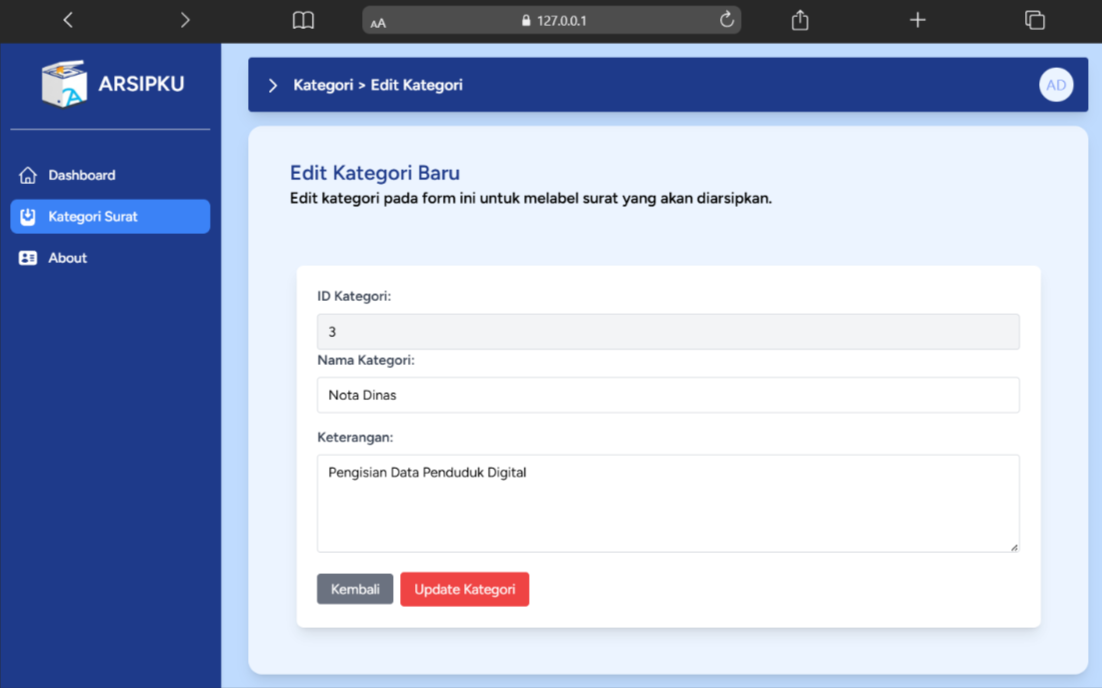 AA
127.0.0.1
ARSIPKU
Dashboard
Kategori Surat
About
Kategori > Edit Kategori
AD
Edit Kategori Baru
Edit kategori pada form ini untuk melabel surat yang akan diarsipkan.
ID Kategori:
3
Nama Kategori:
Nota Dinas
Keterangan:
Pengisian Data Penduduk Digital
Kembali
Update Kategori